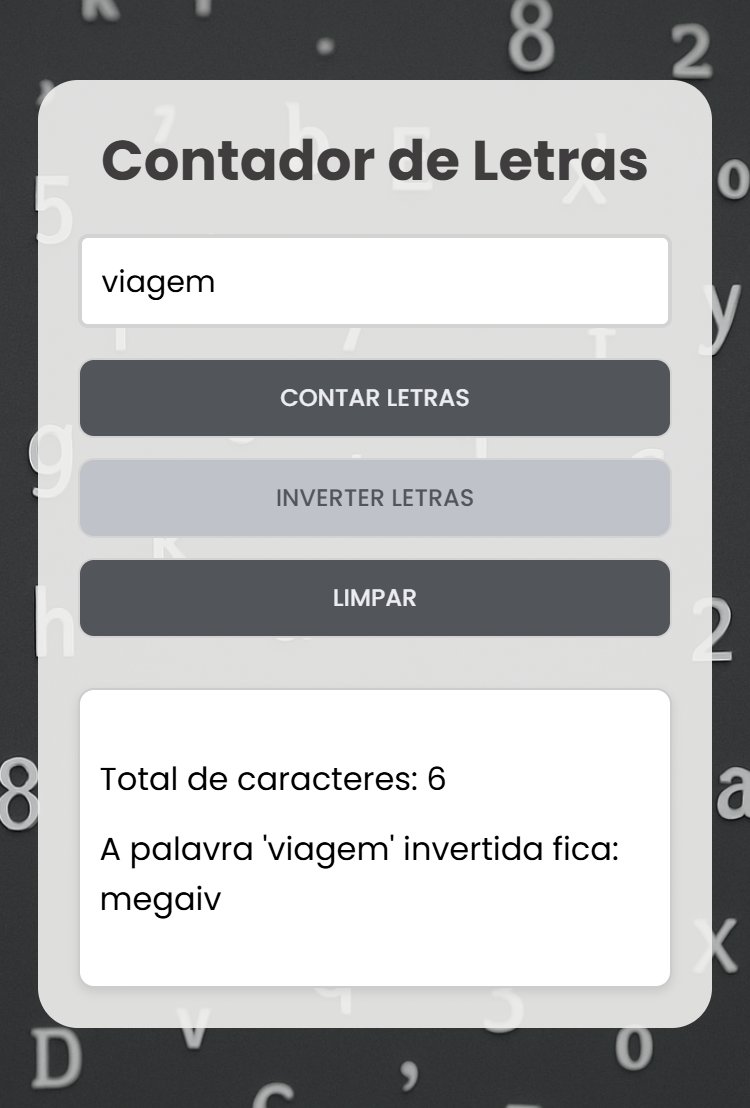 Contador de Letras
viagem
CONTAR LETRAS
INVERTER LETRAS
LIMPAR
Total de caracteres: 6
A palavra 'viagem' invertida fica:
megaiv